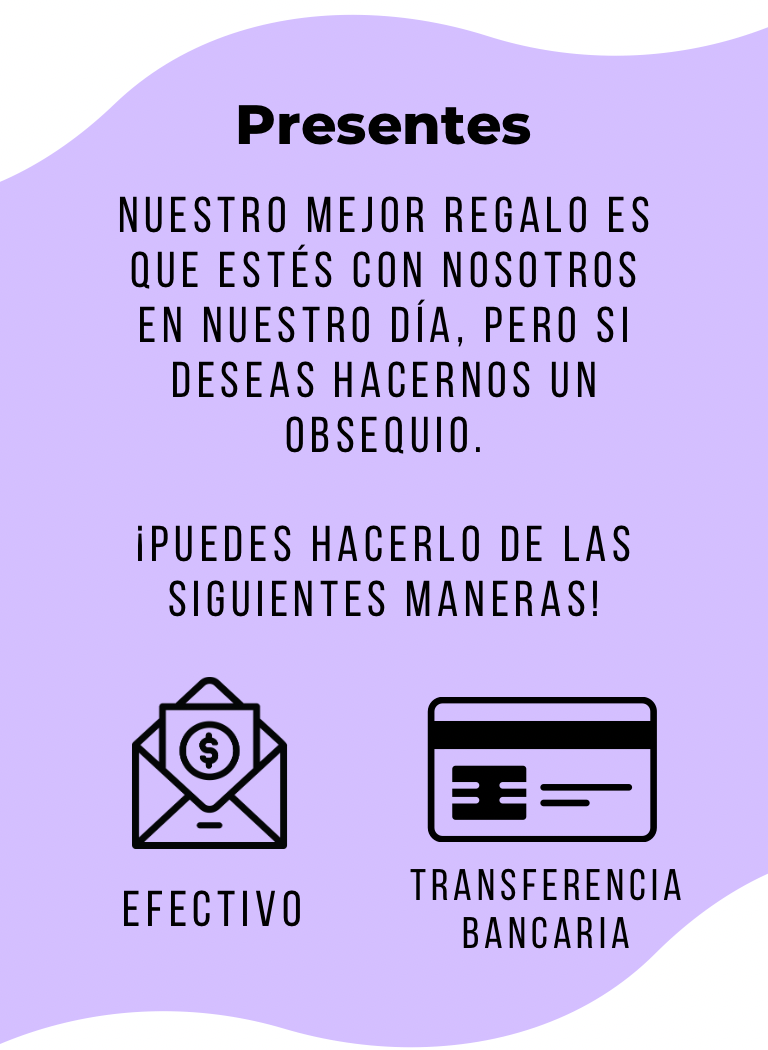 Presentes
NUESTRO MEJOR REGALO ES
QUE ESTÉS CON NOSOTROS
EN NUESTRO DÍA, PERO SI
DESEAS HACERNOS UN
OBSEQUIO.
¡PUEDES HACERLO DE LAS
SIGUIENTES MANERAS!
$
EFECTIVO
TRANSFERENCIA
BANCARIA